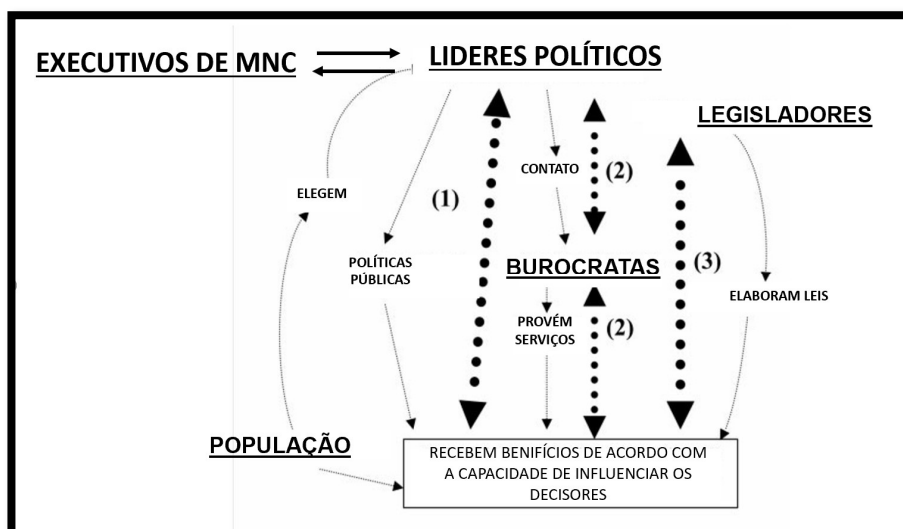 EXECUTIVOS DE MNC
LIDERES POLÍTICOS
LEGISLADORES
CONTATO
(2)
ELEGEM
(1)
POLÍTICAS
PÚBLICAS
BUROCRATAS
(3)
ELABORAM LEIS
PROVÉM
SERVIÇOS
(2)
POPULAÇÃO
RECEBEM BENIFÍCIOS DE ACORDO COM
A CAPACIDADE DE INFLUENCIAR OS
DECISORES